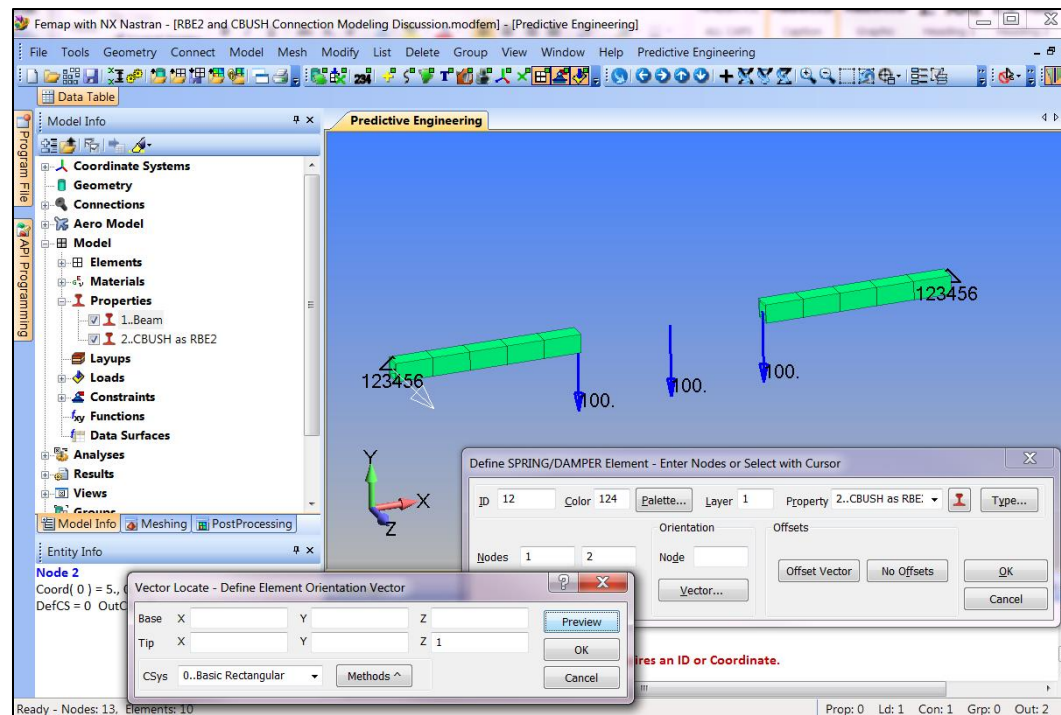 Femap with NX Nastran - [RBE2 and CBUSH Connection Modeling Discussion.modfem] - [Predictive Engineering]
File Tools Geometry Connect Model Mesh Modify List Delete Group View Window Help Predictive Engineering
Data Table
Program File
API Programming
Model Info
Coordinate Systems
Geometry
Connections
Aero Model
Model
Elements
Materials
Properties
1..Beam
2..CBUSH as RBE2
Layups
Loads
Constraints
Functions
Data Surfaces
Analyses
Results
Views
Groups
Model Info Meshing PostProcessing
Entity Info
Node 2
Coord( 0 ) = 5.,
DefCS = 0
Predictive Engineering
123456
123456
100.
100.
100.
Y
X
Z
Define SPRING/DAMPER Element - Enter Nodes or Select with Cursor
ID 12 Color 124 Palette... Layer 1 Property 2..CBUSH as RBE: Type...
Orientation Offsets
Nodes 1 2 Node
Vector... Offset Vector No Offsets OK
Cancel
Vector Locate - Define Element Orientation Vector
Base X Y Z Preview
Tip X Y Z 1 OK
CSys 0..Basic Rectangular Methods ^ Cancel
ires an ID or Coordinate.
Ready - Nodes: 13, Elements: 10 Prop: 0 Ld: 1 Con: 1 Grp: 0 Out: 2